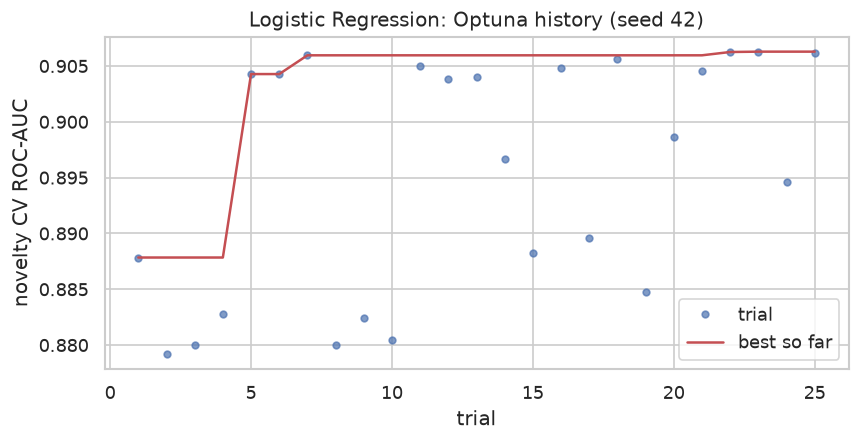 Logistic Regression: Optuna history (seed 42)
novelty CV ROC-AUC
0.905
0.900
0.895
0.890
0.885
0.880
0
5
10
15
20
25
trial
trial
best so far